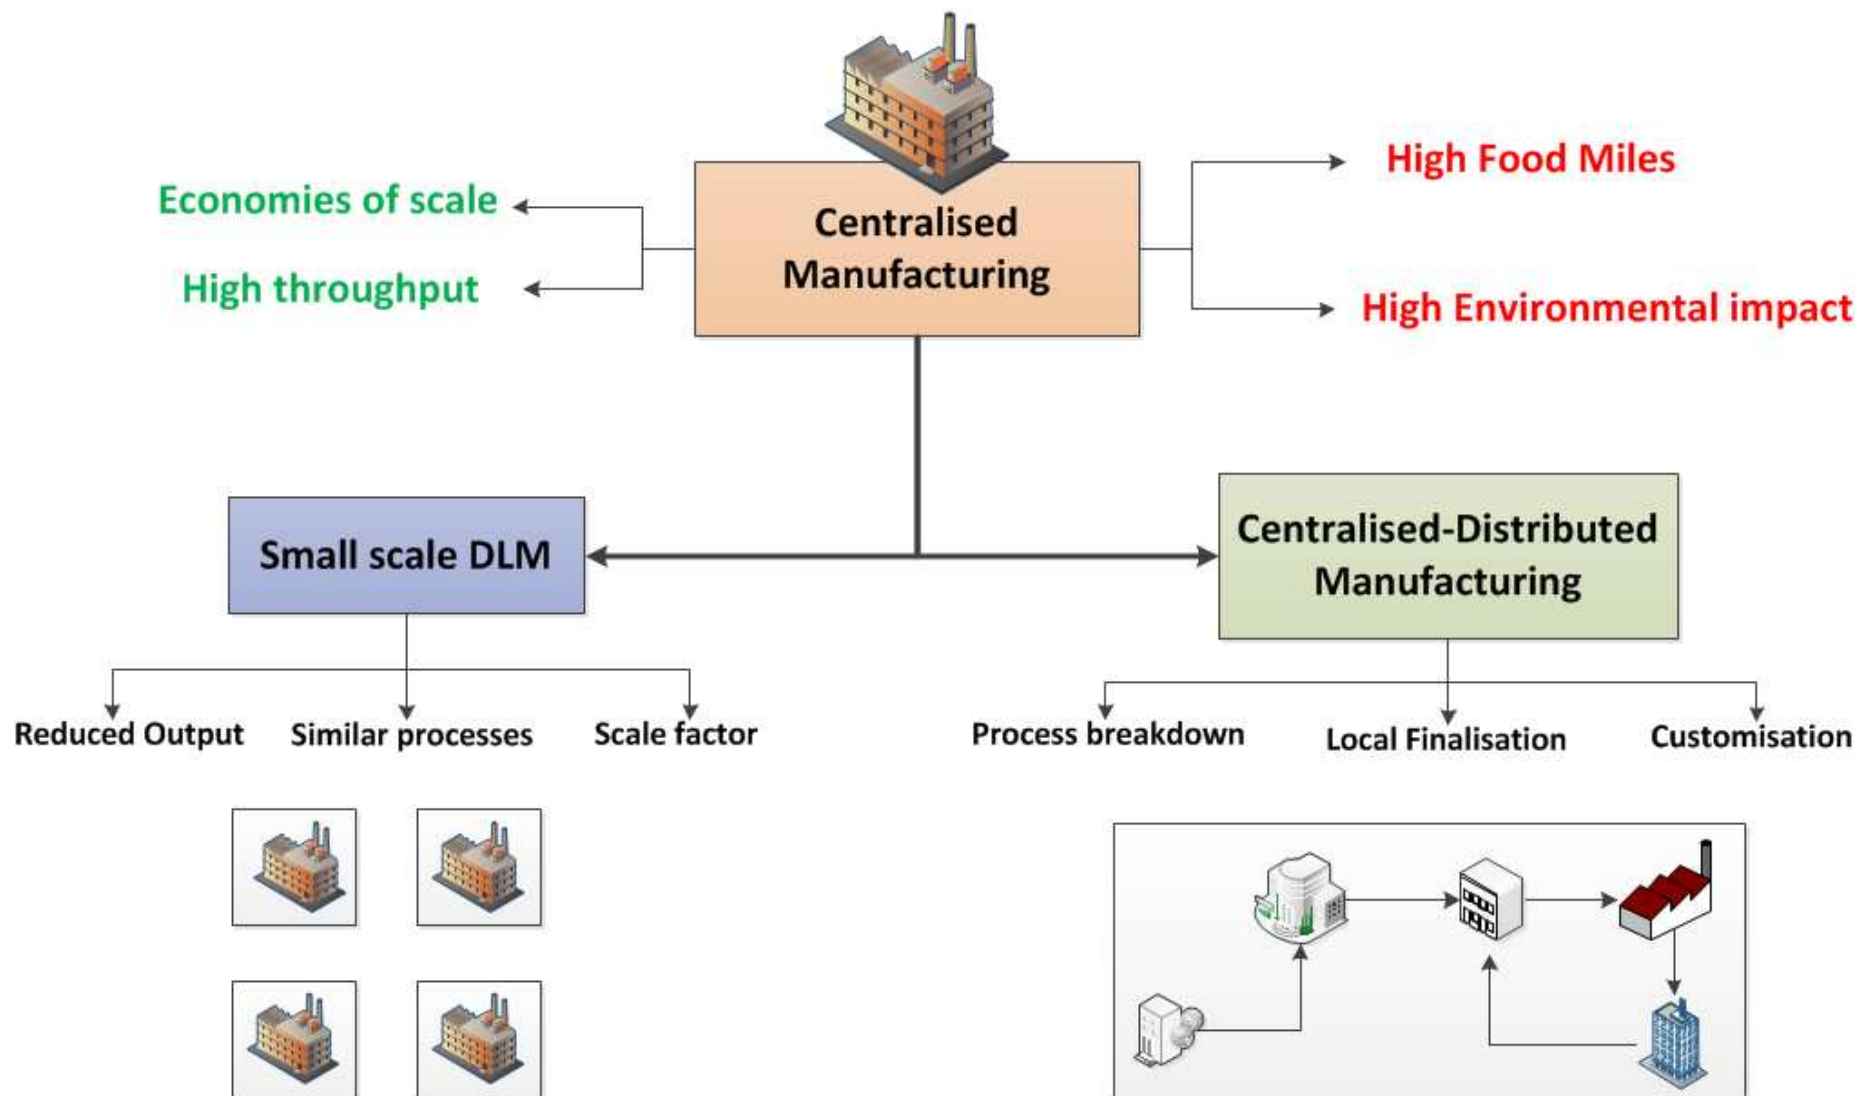 Economies of scale
High throughput
Centralised
Manufacturing
High Food Miles
High Environmental impact
Small scale DLM
Centralised-Distributed
Manufacturing
Reduced Output
Similar processes
Scale factor
Process breakdown
Local Finalisation
Customisation